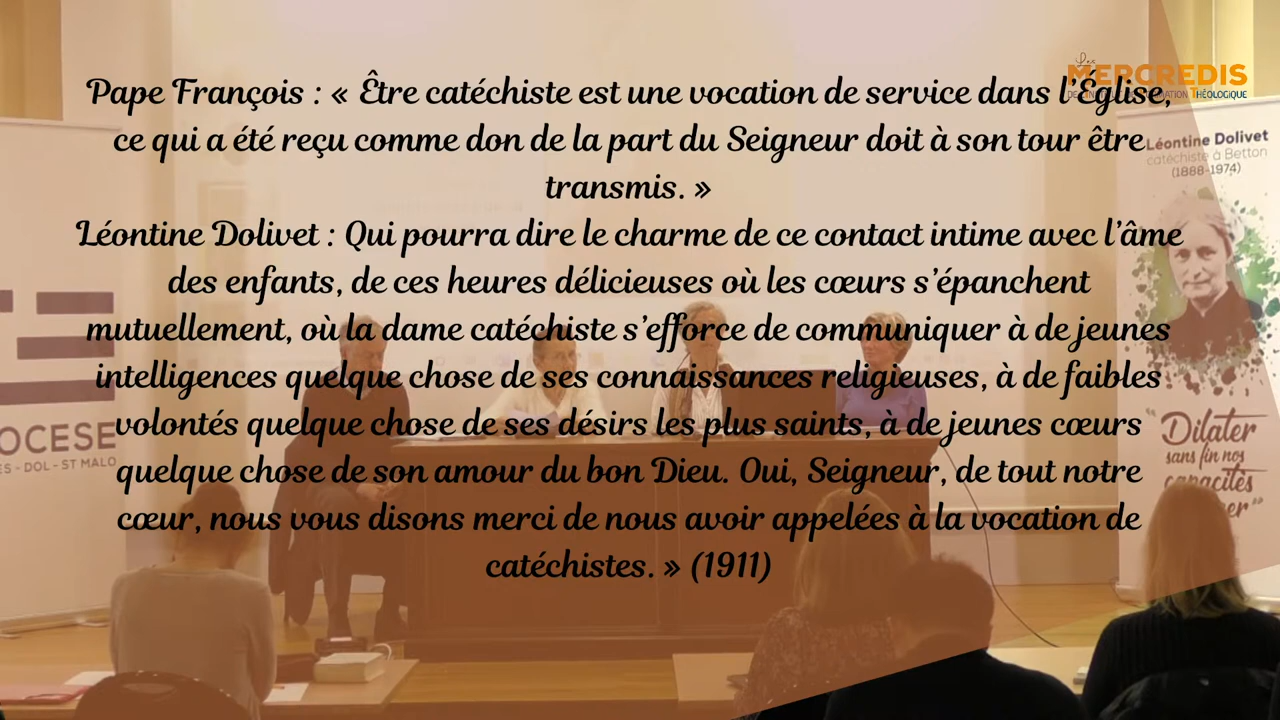 Pape François : « Être catéchiste est une vocation de service dans l'Église,
ce qui a été reçu comme don de la part du Seigneur doit à son tour être
transmis. »
Léontine Dolivet : Qui pourra dire le charme de ce contact intime avec l'âme
des enfants, de ces heures délicieuses où les cœurs s'épanchent
mutuellement, où la dame catéchiste s'efforce de communiquer à de jeunes
intelligences quelque chose de ses connaissances religieuses, à de faibles
volontés quelque chose de ses désirs les plus saints, à de jeunes cœurs
quelque chose de son amour du bon Dieu. Oui, Seigneur, de tout notre
cœur, nous vous disons merci de nous avoir appelées à la vocation de
catéchistes. » (1911)
Les
MERCREDIS
THÉOLOGIQUE
Léontine Dolivet
catéchiste à Betton
(1888-1974)
"Dilater
sans fin nos
capacités
OCESE
ES - DOL - ST MALO